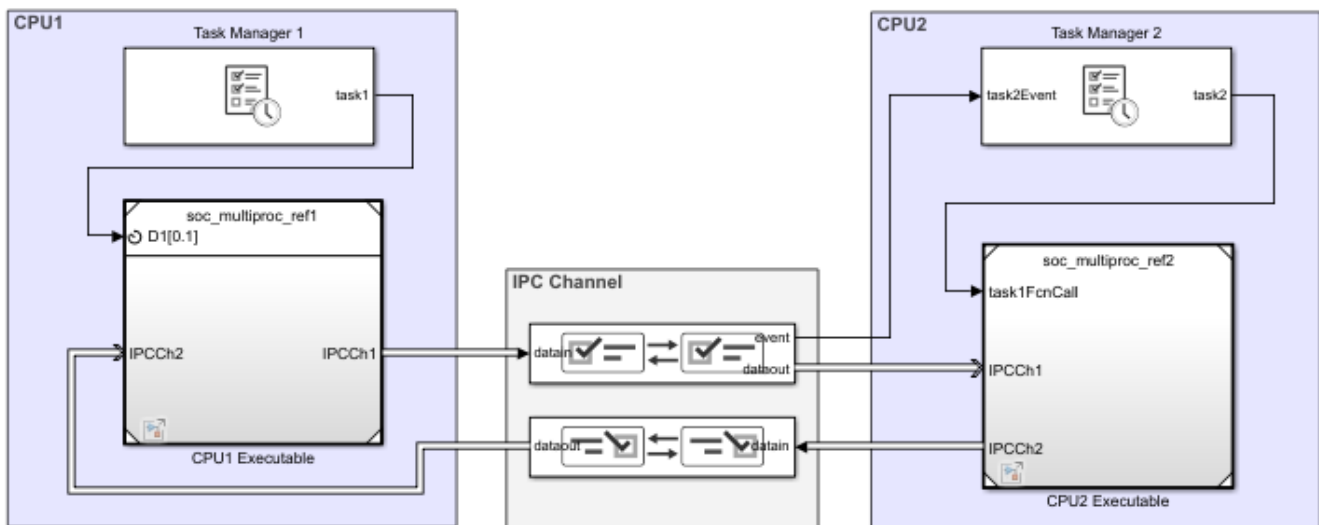 CPU1
Task Manager 1
task1
soc_multiproc_ref1
D1[0.1]
IPCCh2
IPCCh1
CPU1 Executable
IPC Channel
datain
event
dataout
dataout
datain
CPU2
Task Manager 2
task2Event
task2
soc_multiproc_ref2
task1FcnCall
IPCCh1
IPCCh2
CPU2 Executable